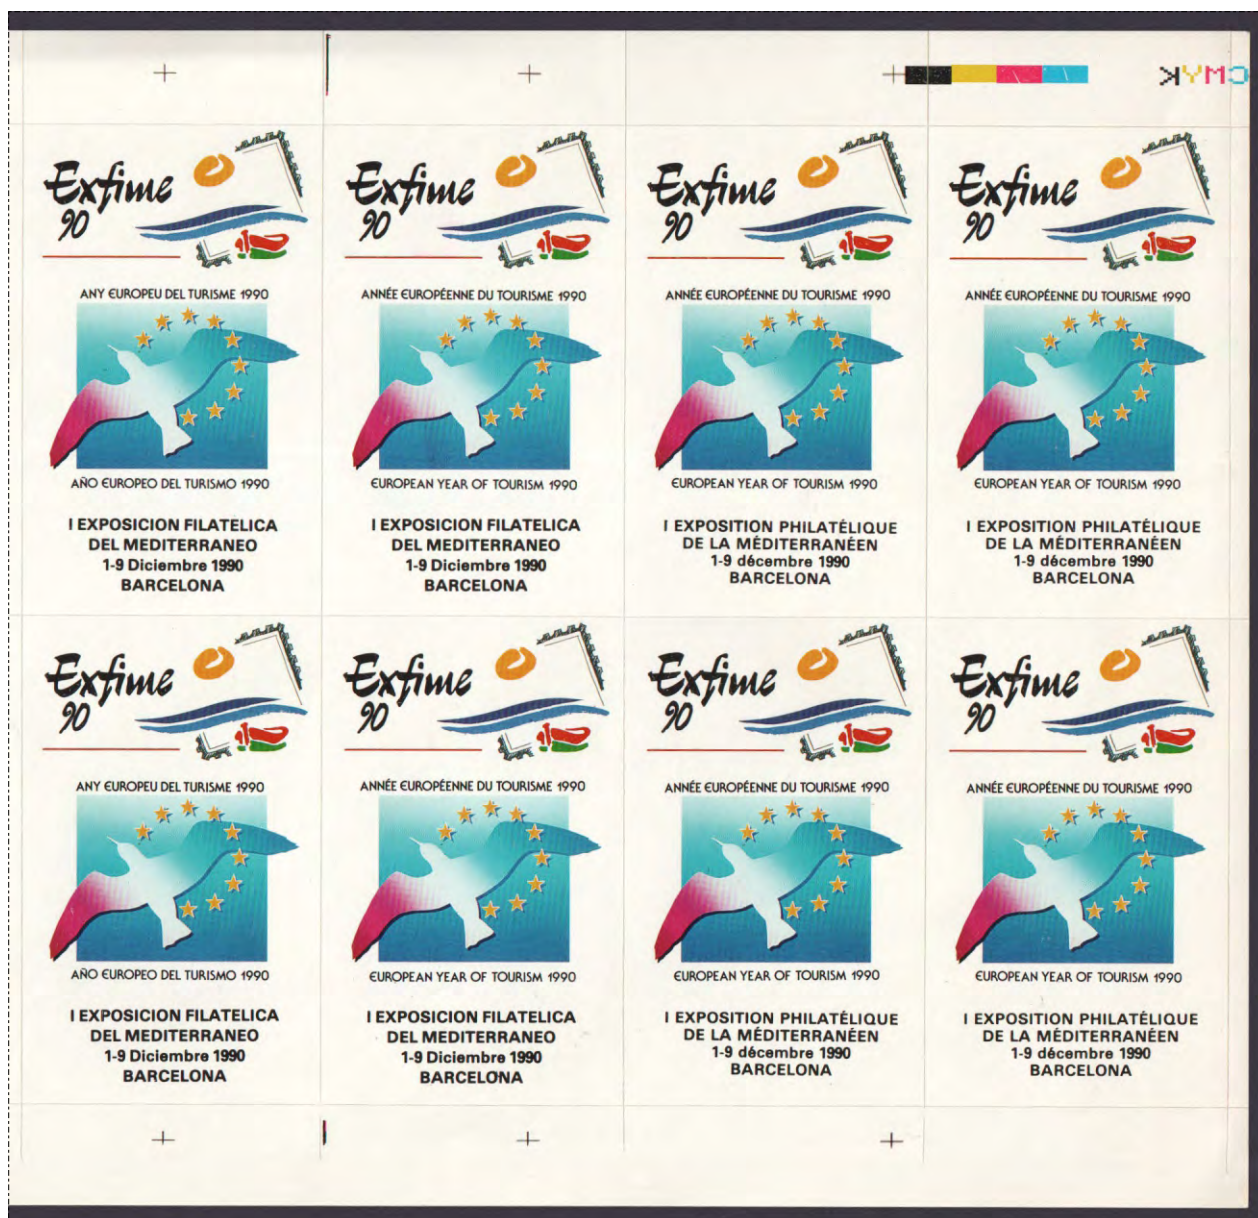 CMYK
Exfime
90
ANY EUROPEU DEL TURISME 1990
AÑO EUROPEO DEL TURISMO 1990
I EXPOSICION FILATELICA
DEL MEDITERRANEO
1-9 Diciembre 1990
BARCELONA
Exfime
90
ANNÉE EUROPÉENNE DU TOURISME 1990
EUROPEAN YEAR OF TOURISM 1990
I EXPOSICION FILATELICA
DEL MEDITERRANEO
1-9 Diciembre 1990
BARCELONA
Exfime
90
ANNÉE EUROPÉENNE DU TOURISME 1990
EUROPEAN YEAR OF TOURISM 1990
I EXPOSITION PHILATÉLIQUE
DE LA MÉDITERRANÉEN
1-9 décembre 1990
BARCELONA
Exfime
90
ANNÉE EUROPÉENNE DU TOURISME 1990
EUROPEAN YEAR OF TOURISM 1990
I EXPOSITION PHILATÉLIQUE
DE LA MÉDITERRANÉEN
1-9 décembre 1990
BARCELONA
Exfime
90
ANY EUROPEU DEL TURISME 1990
AÑO EUROPEO DEL TURISMO 1990
I EXPOSICION FILATELICA
DEL MEDITERRANEO
1-9 Diciembre 1990
BARCELONA
Exfime
90
ANNÉE EUROPÉENNE DU TOURISME 1990
EUROPEAN YEAR OF TOURISM 1990
I EXPOSICION FILATELICA
DEL MEDITERRANEO
1-9 Diciembre 1990
BARCELONA
Exfime
90
ANNÉE EUROPÉENNE DU TOURISME 1990
EUROPEAN YEAR OF TOURISM 1990
I EXPOSITION PHILATÉLIQUE
DE LA MÉDITERRANÉEN
1-9 décembre 1990
BARCELONA
Exfime
90
ANNÉE EUROPÉENNE DU TOURISME 1990
EUROPEAN YEAR OF TOURISM 1990
I EXPOSITION PHILATÉLIQUE
DE LA MÉDITERRANÉEN
1-9 décembre 1990
BARCELONA